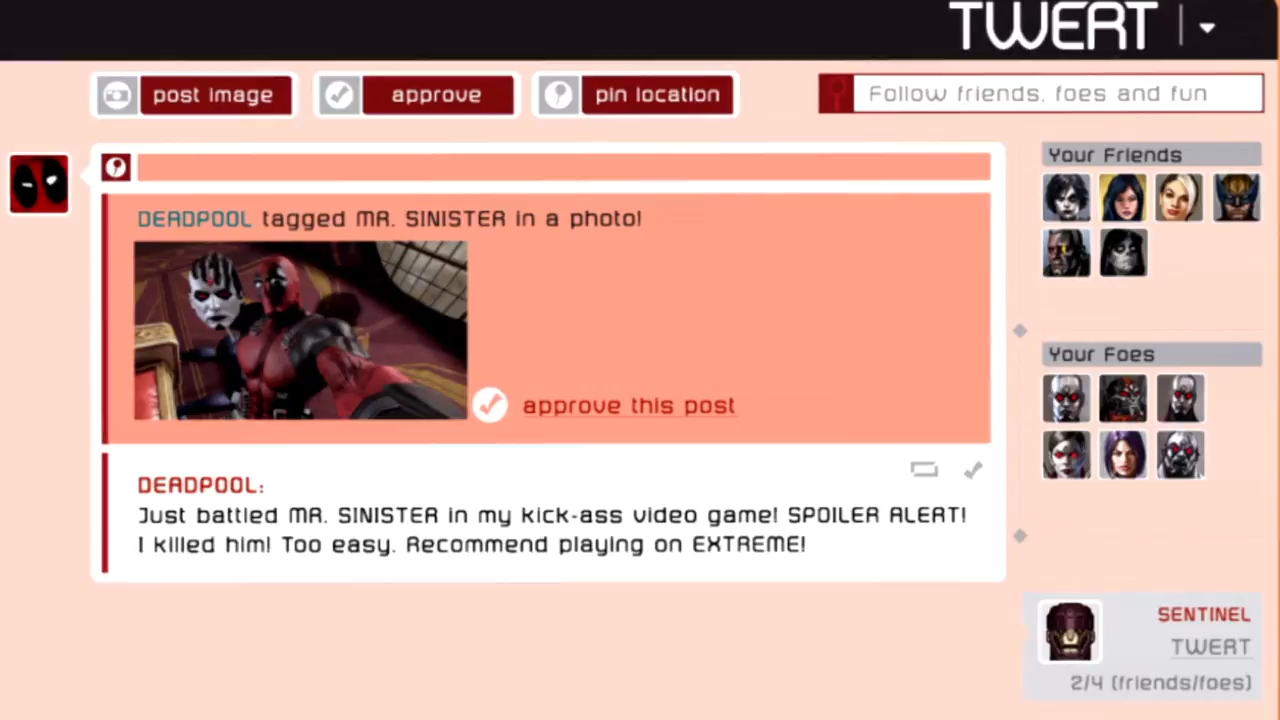 TWERT
post image
approve
pin location
Follow friends, foes and fun
Your Friends
DEADPOOL tagged MR. SINISTER in a photo!
approve this post
Your Foes
DEADPOOL:
Just battled MR. SINISTER in my kick-ass video game! SPOILER ALERT!
I killed him! Too easy. Recommend playing on EXTREME!
SENTINEL
TWERT
2/4 (friends/foes)